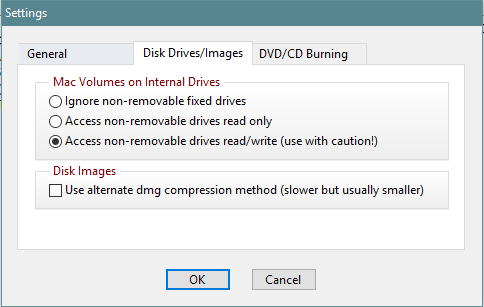 Settings
General
Disk Drives/Images
DVD/CD Burning
Mac Volumes on Internal Drives
Ignore non-removable fixed drives
Access non-removable drives read only
Access non-removable drives read/write (use with caution!)
Disk Images
Use alternate dmg compression method (slower but usually smaller)
OK
Cancel